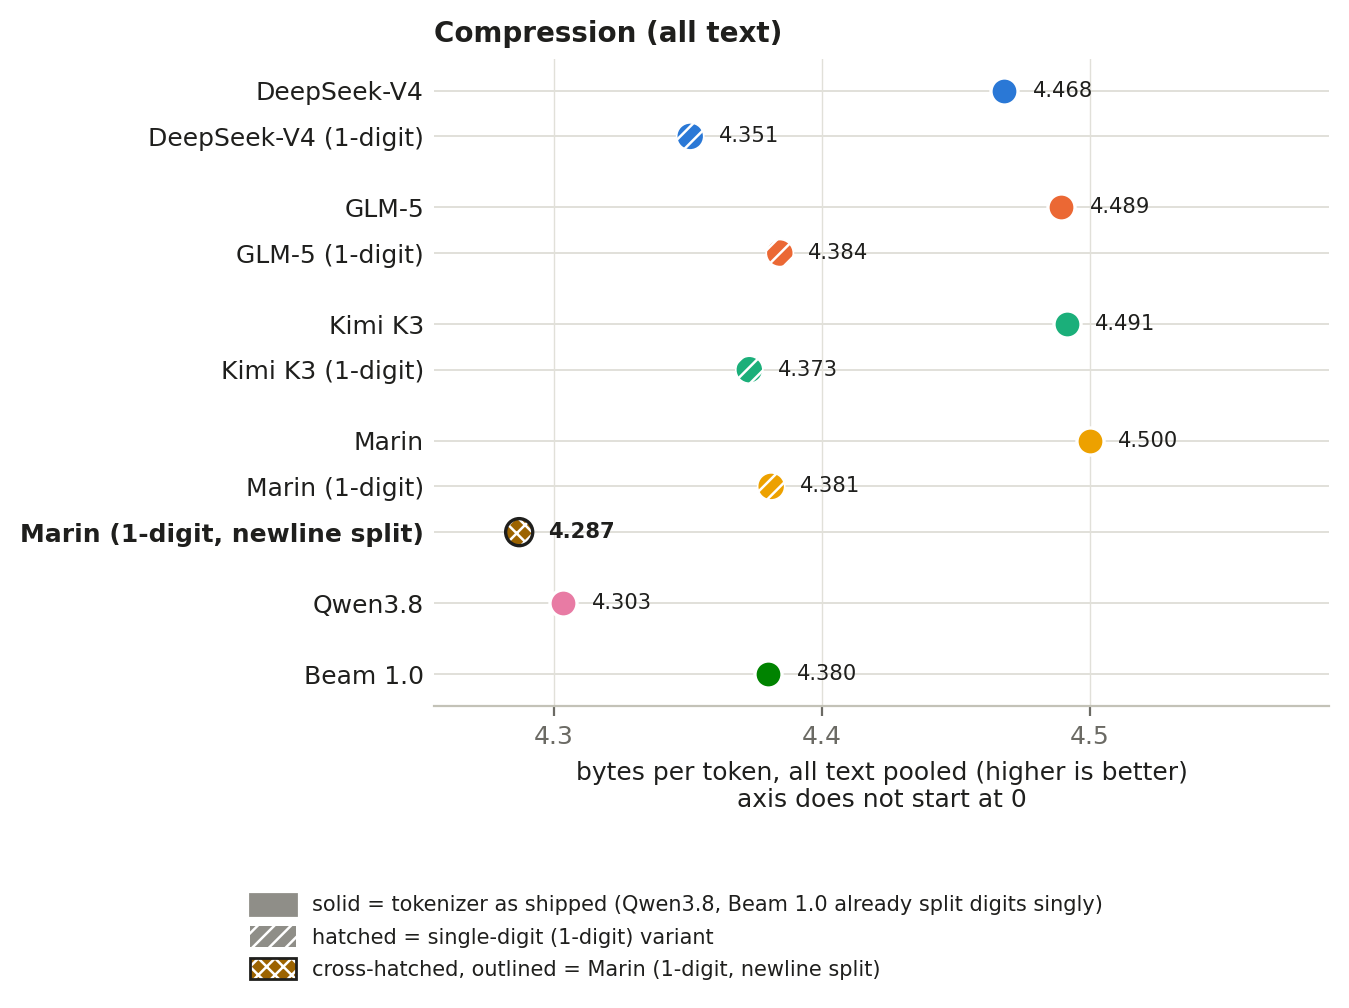 Compression (all text)
DeepSeek-V4 4.468
DeepSeek-V4 (1-digit) 4.351
GLM-5 4.489
GLM-5 (1-digit) 4.384
Kimi K3 4.491
Kimi K3 (1-digit) 4.373
Marin 4.500
Marin (1-digit) 4.381
Marin (1-digit, newline split) 4.287
Qwen3.8 4.303
Beam 1.0 4.380
4.3 4.4 4.5
bytes per token, all text pooled (higher is better)
axis does not start at 0
solid = tokenizer as shipped (Qwen3.8, Beam 1.0 already split digits singly)
hatched = single-digit (1-digit) variant
cross-hatched, outlined = Marin (1-digit, newline split)